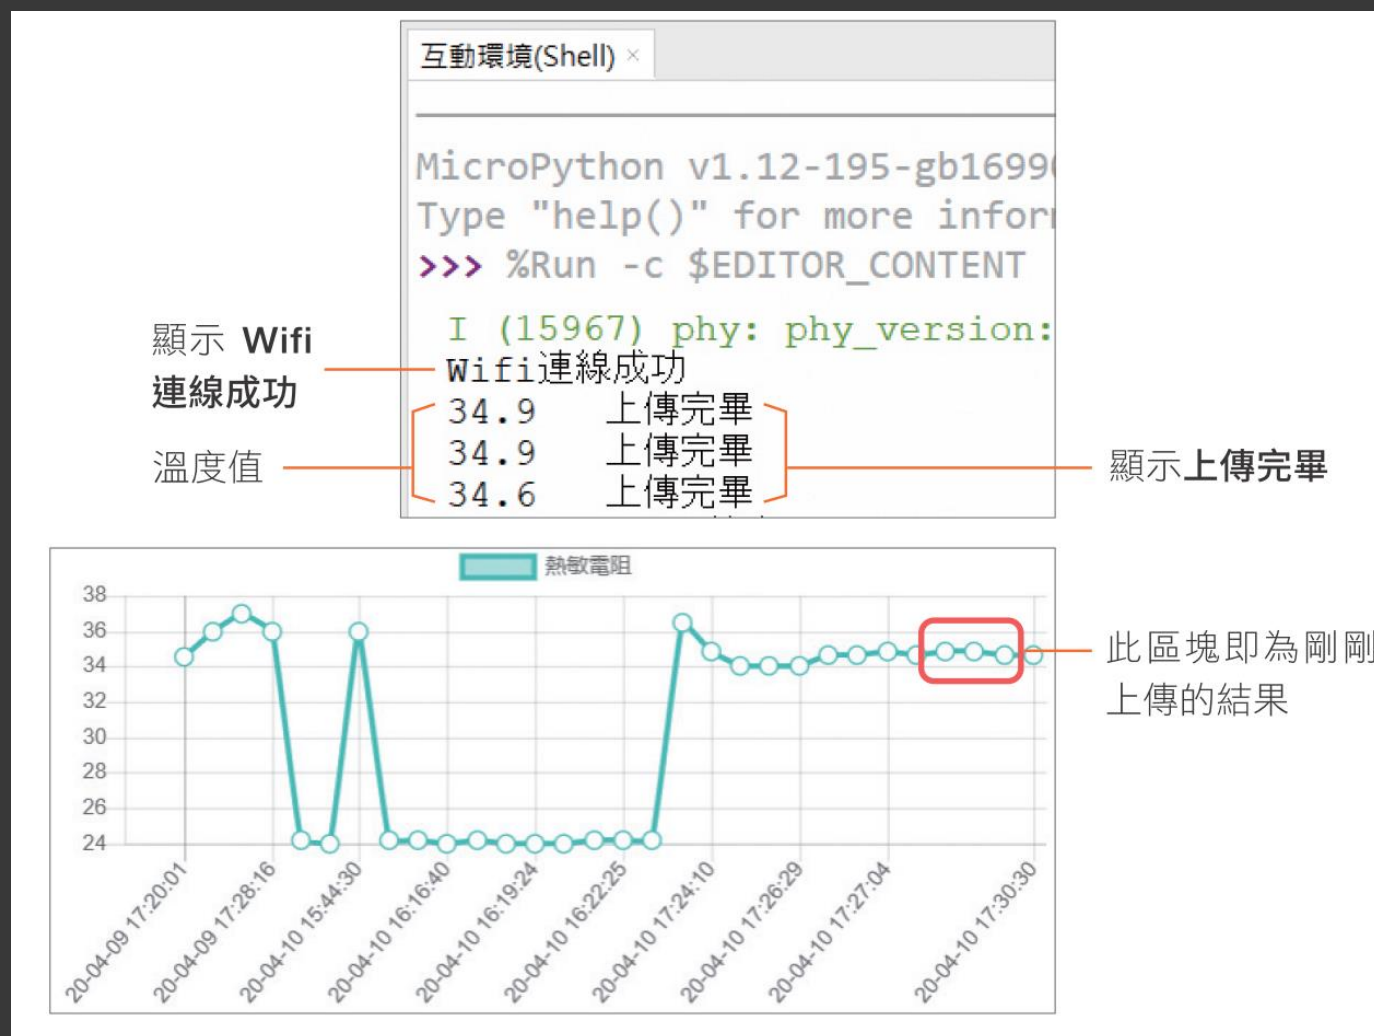 互動環境(Shell) ×
MicroPython v1.12-195-gb1699
Type "help()" for more infor
>>> %Run -c $EDITOR_CONTENT
I (15967) phy: phy_version:
顯示 Wifi
連線成功
Wifi連線成功
溫度值
34.9 上傳完畢
34.9 上傳完畢
34.6 上傳完畢
顯示上傳完畢
熱敏電阻
38
36
34
32
30
28
26
24
20-04-09 17:20:01
20-04-09 17:28:16
20-04-10 15:44:30
20-04-10 16:16:40
20-04-10 16:19:24
20-04-10 16:22:25
20-04-10 17:24:10
20-04-10 17:26:29
20-04-10 17:27:04
20-04-10 17:30:30
此區塊即為剛剛
上傳的結果